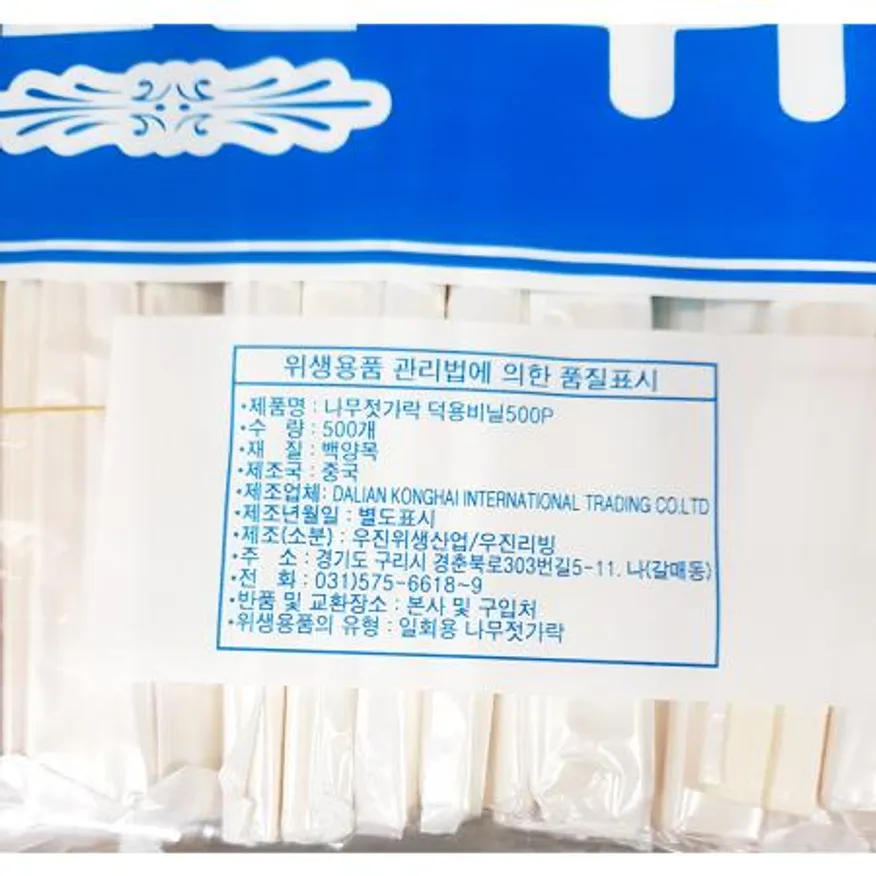 위생용품 관리법에 의한 품질표시
•제품명 : 나무젓가락 덕용비닐500P
•수 량 : 500개
•재 질 : 백양목
•제조국 : 중국
•제조업체: DALIAN KONGHAI INTERNATIONAL TRADING CO.LTD
•제조년월일 : 별도표시
•제조(소분) : 우진위생산업/우진리빙
•주 소 : 경기도 구리시 경춘북로303번길5-11. 나(갈매동)
•전 화 : 031)575-6618~9
•반품 및 교환장소 : 본사 및 구입처
•위생용품의 유형 : 일회용 나무젓가락